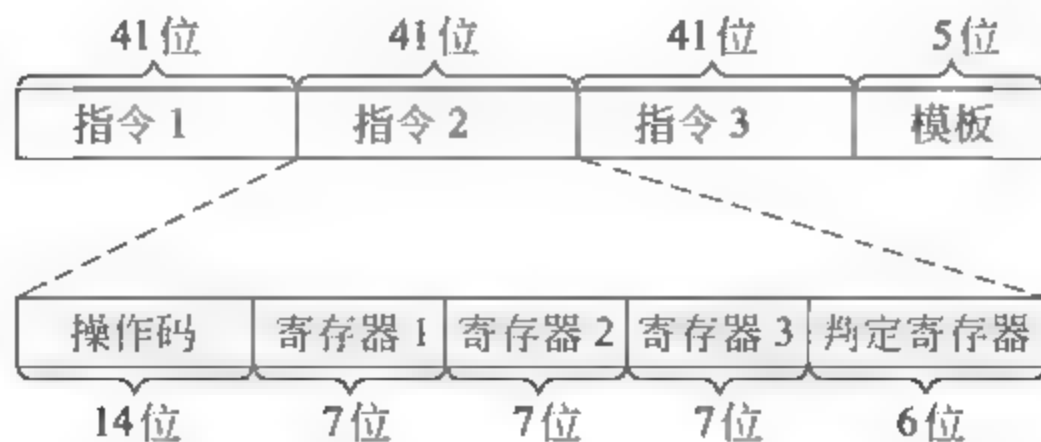 41位 41位 41位 5位
指令 1 指令 2 指令 3 模板
操作码 寄存器 1 寄存器 2 寄存器 3 判定寄存器
14位 7位 7位 7位 6位